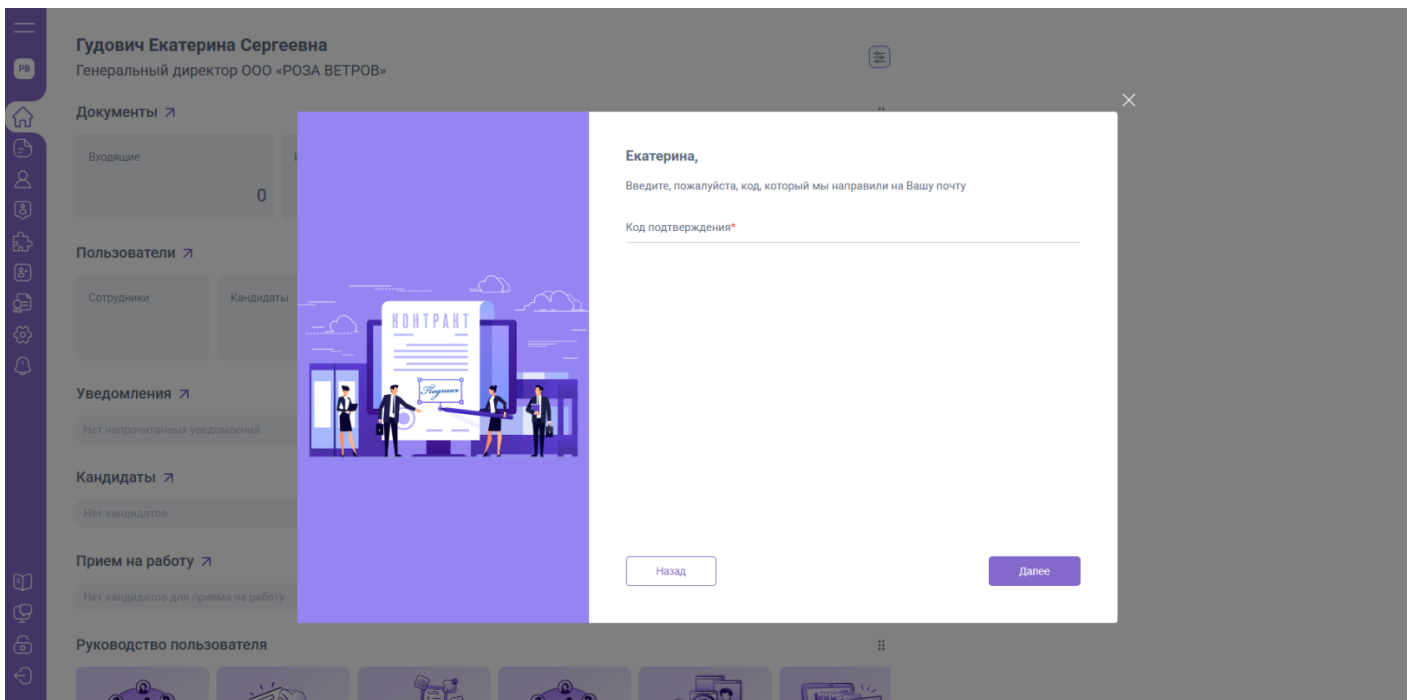 Гудович Екатерина Сергеевна
РВ
Генеральный директор ООО «РОЗА ВЕТРОВ»
Документы
Входящие
0
Пользователи
Сотрудники
Кандидаты
Уведомления
Нет непрочитанных уведомлений
Кандидаты
Нет кандидатов
Прием на работу
Нет кандидатов для приема на работу
Руководство пользователя
КОНТРАКТ
Подпись
Екатерина,
Введите, пожалуйста, код, который мы направили на Вашу почту
Код подтверждения*
Назад
Далее